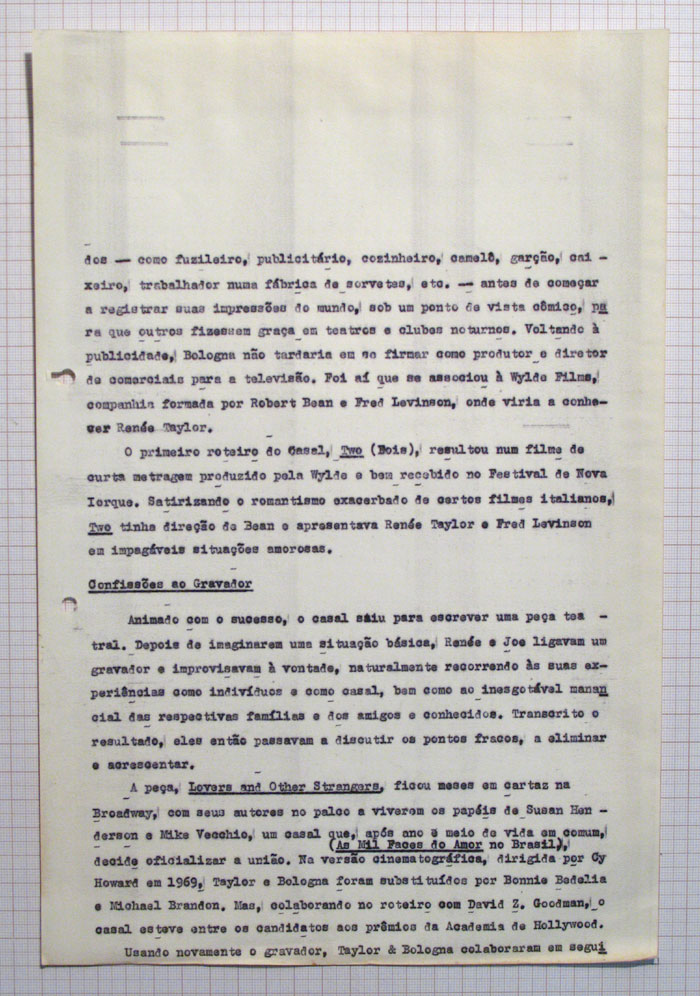 dos — como fuzileiro, publicitário, cozinheiro, camelô, garção, cai -
xeiro, trabalhador numa fábrica de sorvetes, etc. — antes de começar
a registrar suas impressões do mundo, sob um ponto de vista cômico, pa
ra que outros fizessem graça em teatros e clubes noturnos. Voltando à
publicidade, Bologna não tardaria em se firmar como produtor e diretor
de comerciais para a televisão. Foi aí que se associou à Wylde Films,
companhia formada por Robert Bean e Fred Levinson, onde viria a conhe-
cer Renée Taylor.
O primeiro roteiro do Casal, Two (Dois), resultou num filme de
curta metragem produzido pela Wylde e bem recebido no Festival de Nova
Iorque. Satirizando o romantismo exacerbado de certos filmes italianos,
Two tinha direção de Bean e apresentava Renée Taylor e Fred Levinson
em impagáveis situações amorosas.
Confissões ao Gravador
Animado com o sucesso, o casal saiu para escrever uma peça tea -
tral. Depois de imaginarem uma situação básica, Renée e Joe ligavam um
gravador e improvisavam à vontade, naturalmente recorrendo às suas ex-
periências como indivíduos e como casal, bem como ao inesgotável manan
cial das respectivas famílias e dos amigos e conhecidos. Transcrito o
resultado, eles então passavam a discutir os pontos fracos, a eliminar
e acrescentar.
A peça, Lovers and Other Strangers, ficou meses em cartaz na
Broadway, com seus autores no palco a viverem os papéis de Susan Hen -
derson e Mike Vecchio, um casal que, após ano e meio de vida em comum,
(As Mil Faces do Amor no Brasil),
decide oficializar a união. Na versão cinematográfica, dirigida por Cy
Howard em 1969, Taylor e Bologna foram substituídos por Bonnie Bedelia
e Michael Brandon. Mas, colaborando no roteiro com David Z. Goodman, o
casal esteve entre os candidatos aos prêmios da Academia de Hollywood.
Usando novamente o gravador, Taylor & Bologna colaboraram em segui